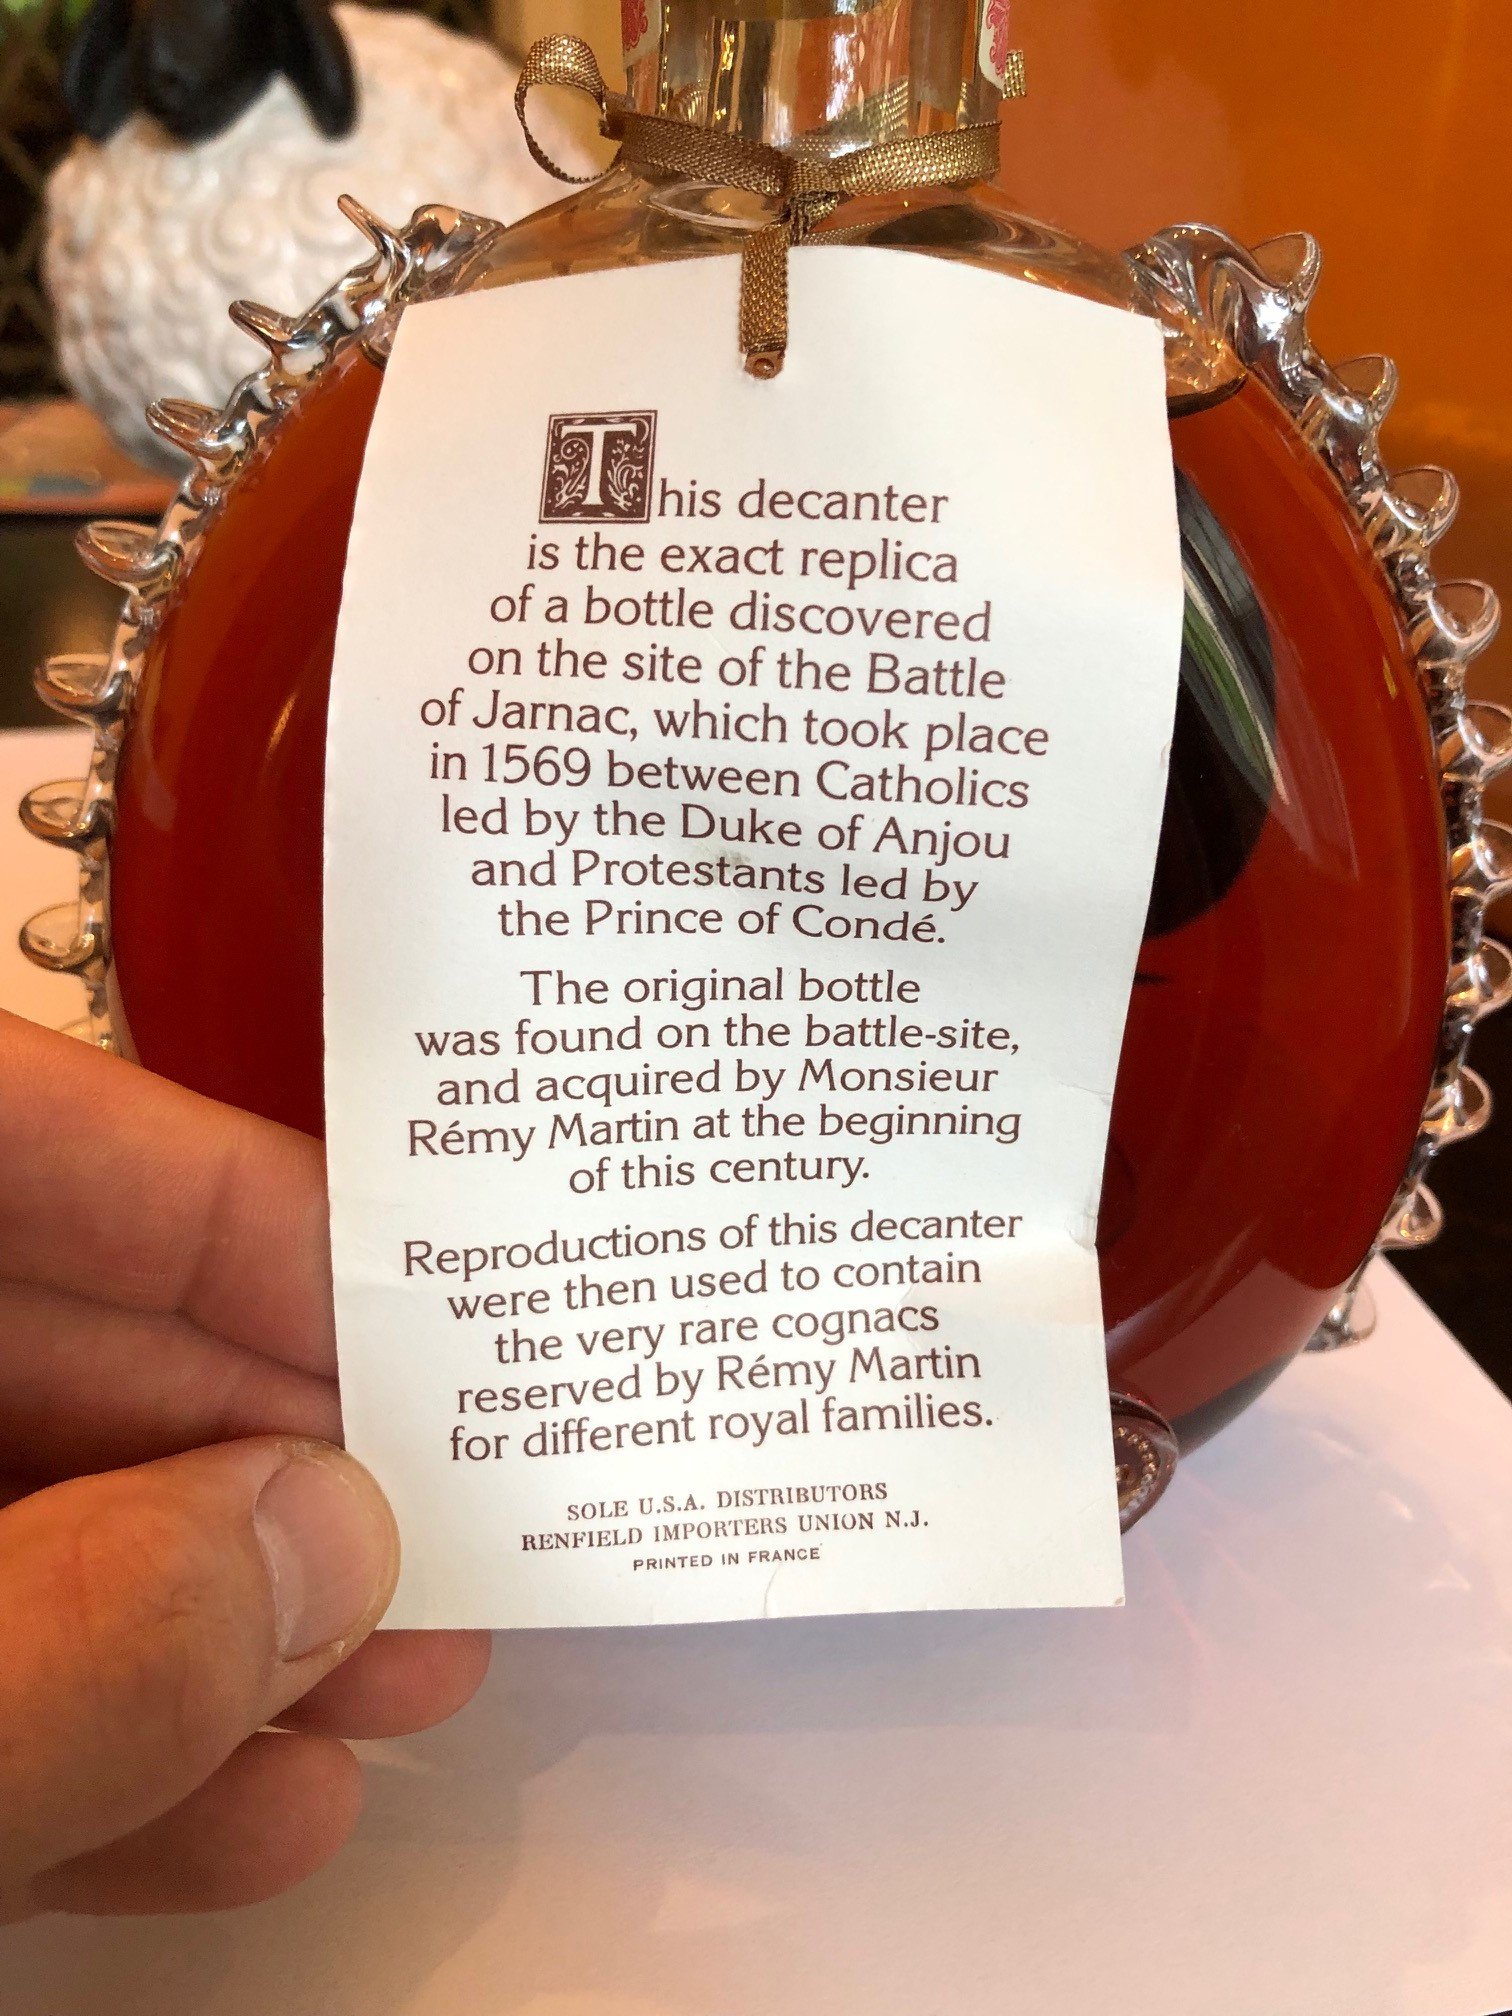 This decanter
is the exact replica
of a bottle discovered
on the site of the Battle
of Jarnac, which took place
in 1569 between Catholics
led by the Duke of Anjou
and Protestants led by
the Prince of Condé.
The original bottle
was found on the battle-site,
and acquired by Monsieur
Rémy Martin at the beginning
of this century.
Reproductions of this decanter
were then used to contain
the very rare cognacs
reserved by Rémy Martin
for different royal families.
SOLE U.S.A. DISTRIBUTORS
RENFIELD IMPORTERS UNION N.J.
PRINTED IN FRANCE